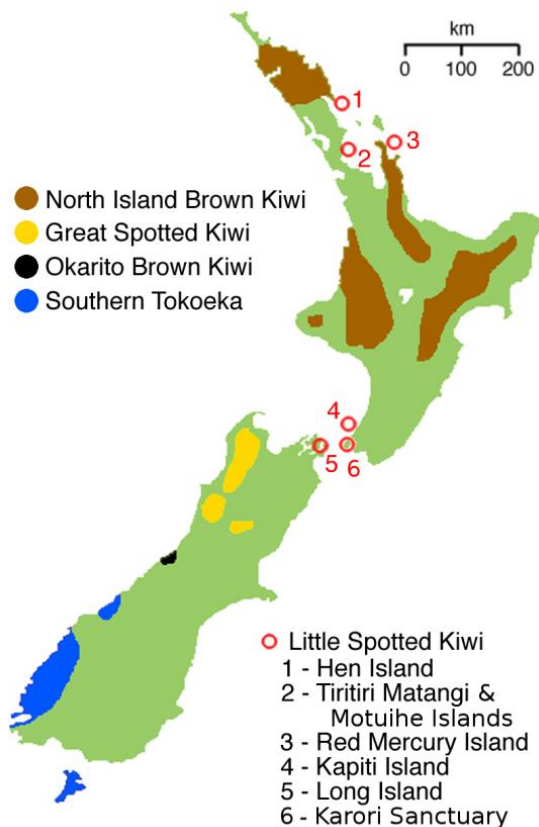 km
0 100 200
1
2
3
North Island Brown Kiwi
Great Spotted Kiwi
Okarito Brown Kiwi
Southern Tokoeka
4
5
6
Little Spotted Kiwi
1 - Hen Island
2 - Tiritiri Matangi &
Motuihe Islands
3 - Red Mercury Island
4 - Kapiti Island
5 - Long Island
6 - Karori Sanctuary